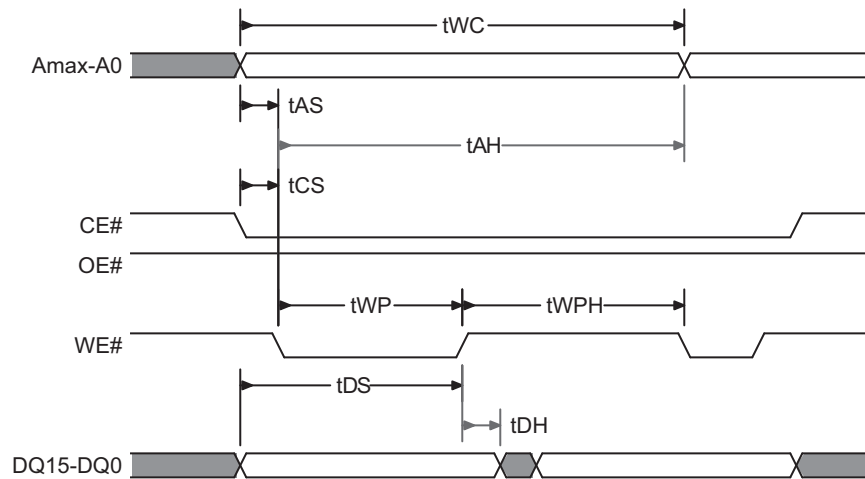 tWC
Amax-A0
tAS
tAH
tCS
CE#
OE#
tWP
tWPH
WE#
tDS
tDH
DQ15-DQ0